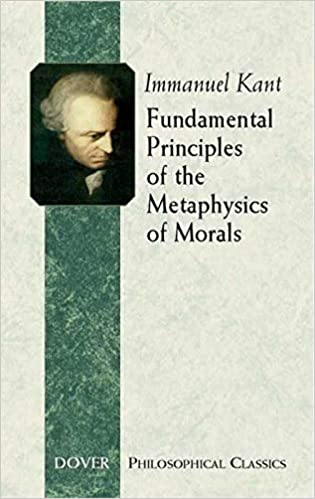 Immanuel Kant
Fundamental
Principles
of the
Metaphysics
of Morals
DOVER PHILOSOPHICAL CLASSICS